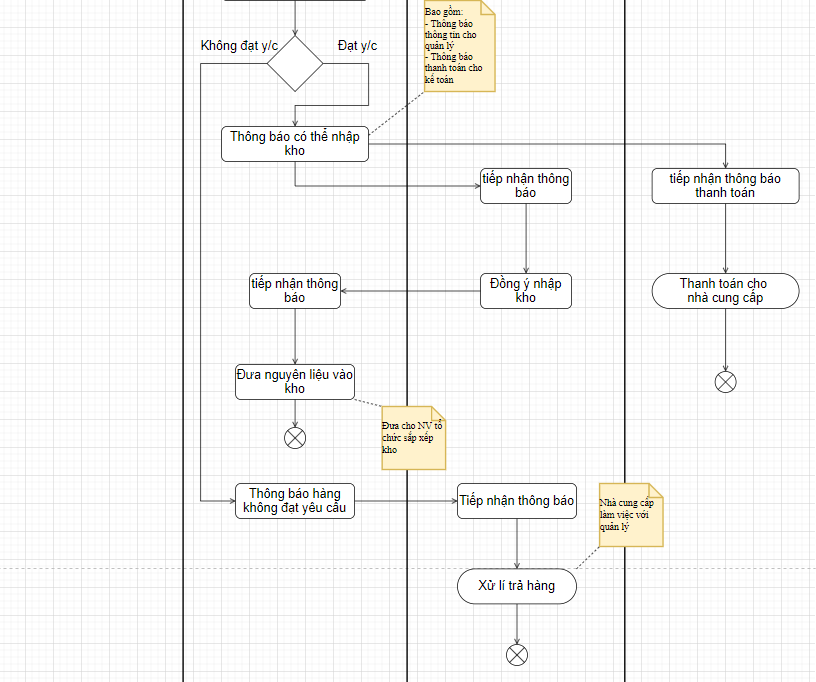 Bao gồm:
- Thông báo
thông tin cho
quản lý
- Thông báo
thanh toán cho
kế toán
Không đạt y/c
Đạt y/c
Thông báo có thể nhập
kho
tiếp nhận thông
báo
tiếp nhận thông báo
thanh toán
tiếp nhận thông
báo
Đồng ý nhập
kho
Thanh toán cho
nhà cung cấp
Đưa nguyên liệu vào
kho
Đưa cho NV tổ
chức sắp xếp
kho
Thông báo hàng
không đạt yêu cầu
Tiếp nhận thông báo
Nhà cung cấp
làm việc với
quản lý
Xử lí trả hàng